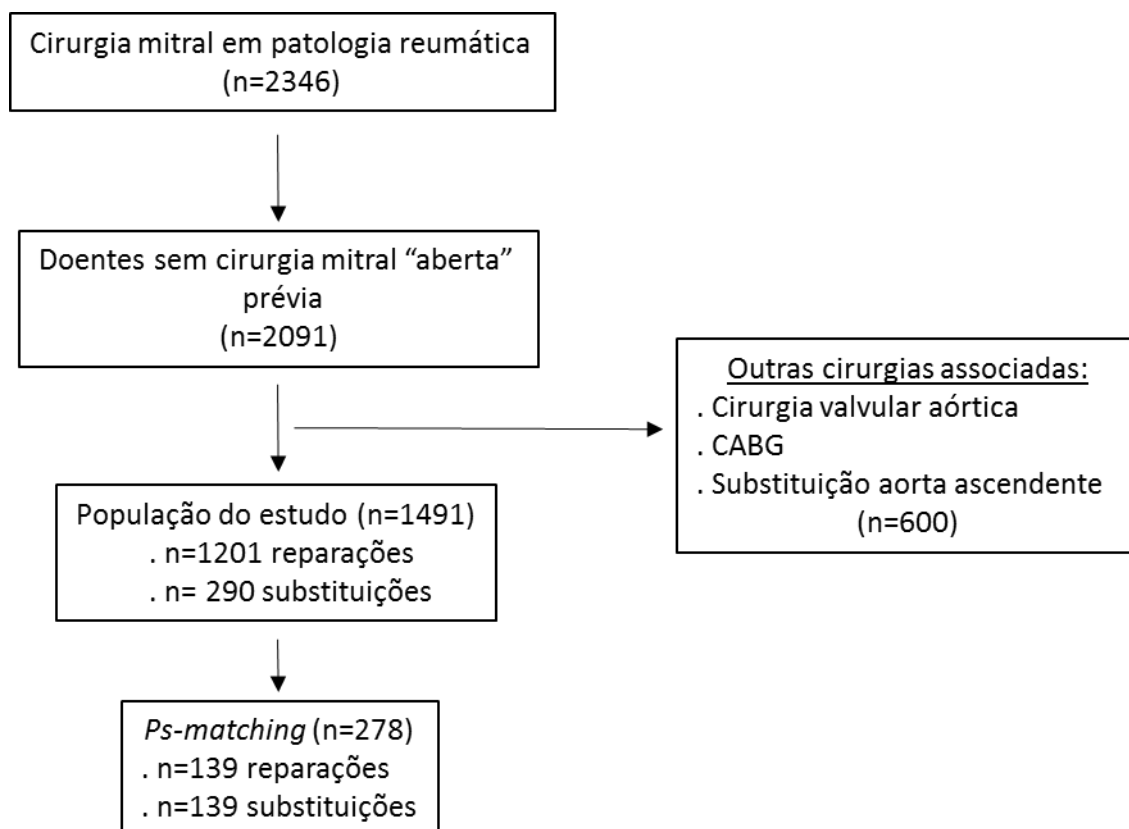 Cirurgia mitral em patologia reumática
(n=2346)
Doentes sem cirurgia mitral “aberta”
prévia
(n=2091)
Outras cirurgias associadas:
. Cirurgia valvular aórtica
. CABG
. Substituição aorta ascendente
(n=600)
População do estudo (n=1491)
. n=1201 reparações
. n= 290 substituições
Ps-matching (n=278)
. n=139 reparações
. n=139 substituições